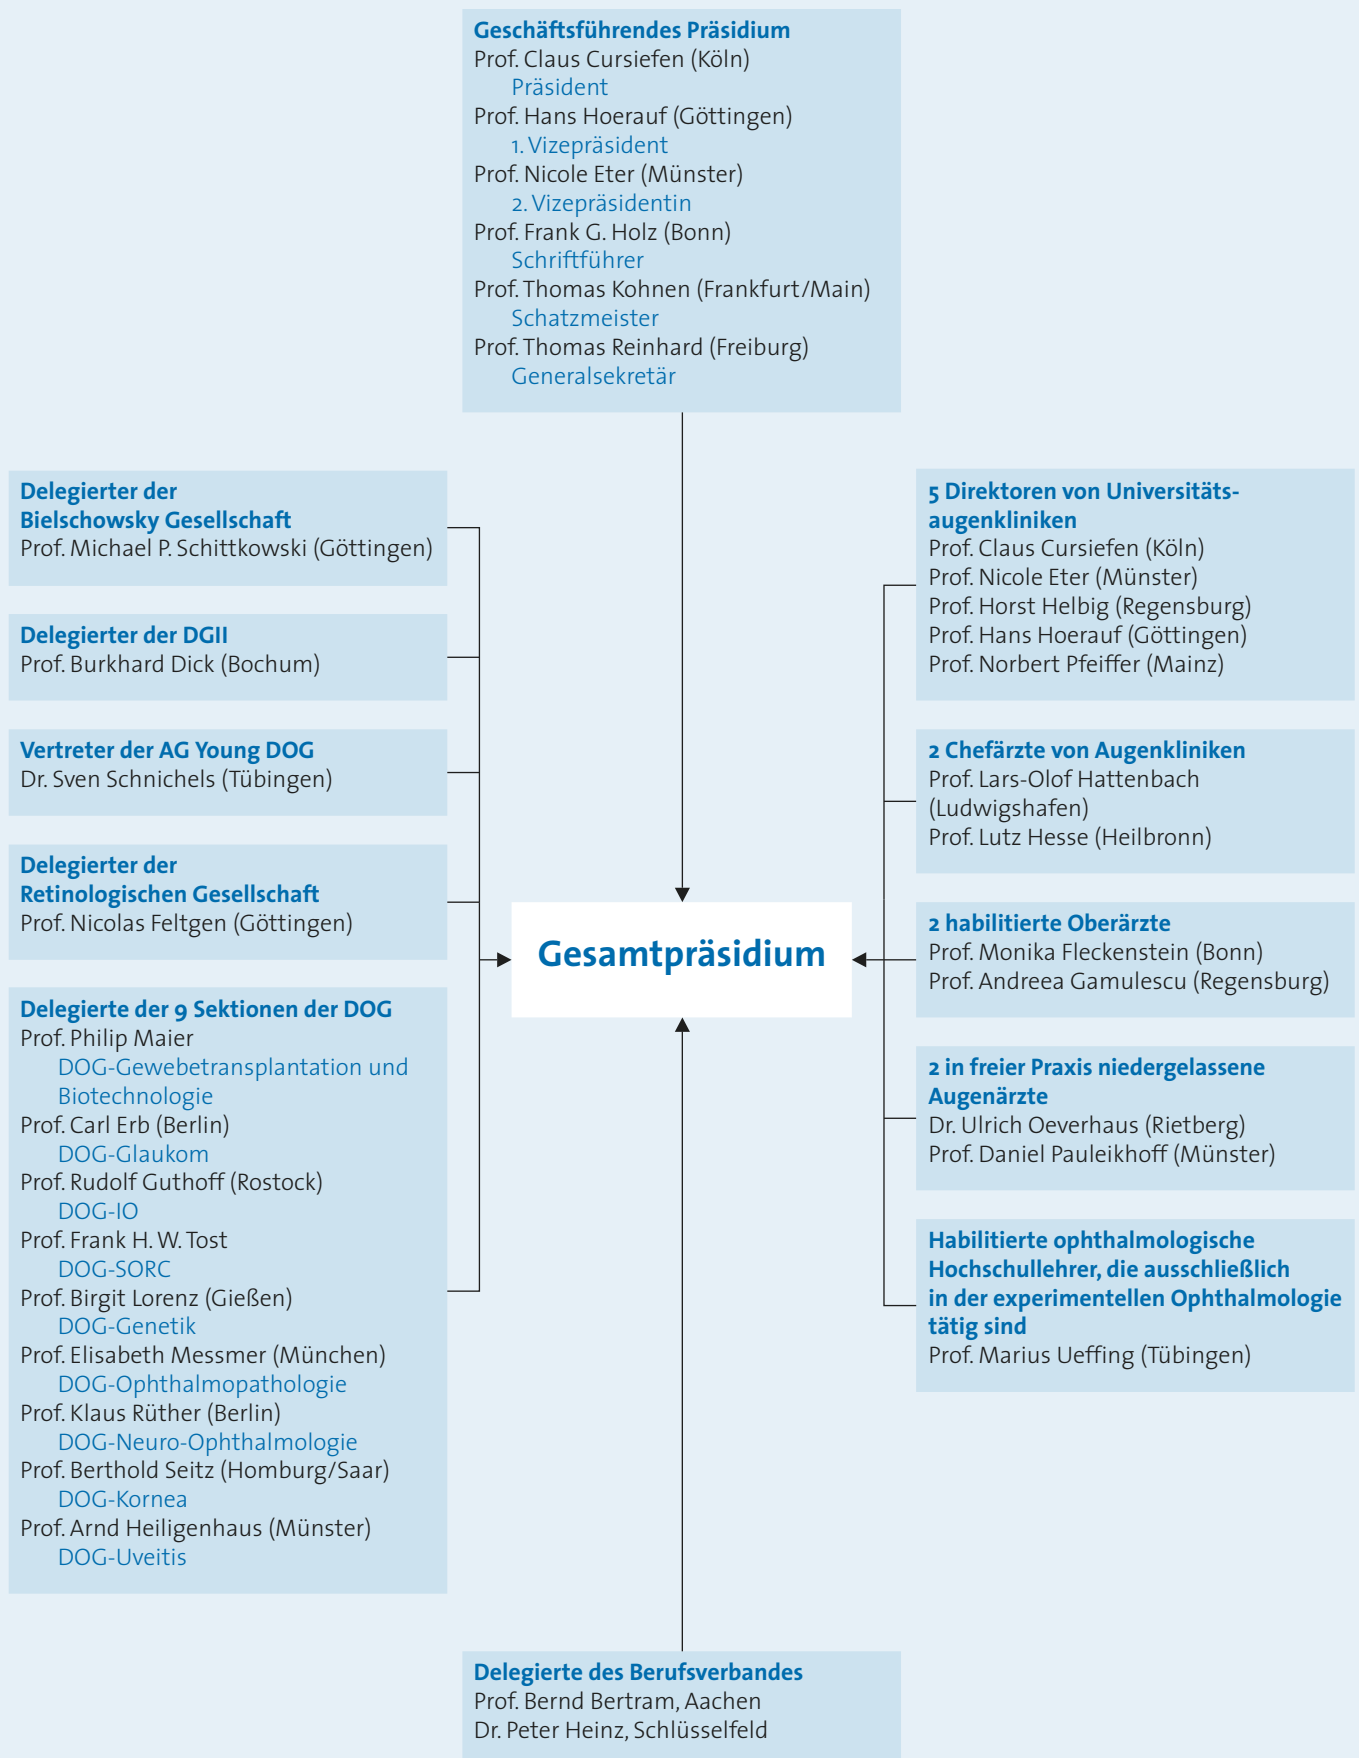 Geschäftsführendes Präsidium
Prof. Claus Cursiefen (Köln)
Präsident
Prof. Hans Hoerauf (Göttingen)
1. Vizepräsident
Prof. Nicole Eter (Münster)
2. Vizepräsidentin
Prof. Frank G. Holz (Bonn)
Schriftführer
Prof. Thomas Kohnen (Frankfurt/Main)
Schatzmeister
Prof. Thomas Reinhard (Freiburg)
Generalsekretär
Delegierter der
Bielschowsky Gesellschaft
Prof. Michael P. Schittkowski (Göttingen)
Delegierter der DGII
Prof. Burkhard Dick (Bochum)
Vertreter der AG Young DOG
Dr. Sven Schnichels (Tübingen)
Delegierter der
Retinologischen Gesellschaft
Prof. Nicolas Feltgen (Göttingen)
Delegierte der 9 Sektionen der DOG
Prof. Philip Maier
DOG-Gewebetransplantation und
Biotechnologie
Prof. Carl Erb (Berlin)
DOG-Glaukom
Prof. Rudolf Guthoff (Rostock)
DOG-IO
Prof. Frank H. W. Tost
DOG-SORC
Prof. Birgit Lorenz (Gießen)
DOG-Genetik
Prof. Elisabeth Messmer (München)
DOG-Ophthalmopathologie
Prof. Klaus Rüther (Berlin)
DOG-Neuro-Ophthalmologie
Prof. Berthold Seitz (Homburg/Saar)
DOG-Kornea
Prof. Arnd Heiligenhaus (Münster)
DOG-Uveitis
Gesamtpräsidium
5 Direktoren von Universitäts-
augenkliniken
Prof. Claus Cursiefen (Köln)
Prof. Nicole Eter (Münster)
Prof. Horst Helbig (Regensburg)
Prof. Hans Hoerauf (Göttingen)
Prof. Norbert Pfeiffer (Mainz)
2 Chefärzte von Augenkliniken
Prof. Lars-Olof Hattenbach
(Ludwigshafen)
Prof. Lutz Hesse (Heilbronn)
2 habilitierte Oberärzte
Prof. Monika Fleckenstein (Bonn)
Prof. Andreea Gamulescu (Regensburg)
2 in freier Praxis niedergelassene
Augenärzte
Dr. Ulrich Oeverhaus (Rietberg)
Prof. Daniel Pauleikhoff (Münster)
Habilitierte ophthalmologische
Hochschullehrer, die ausschließlich
in der experimentellen Ophthalmologie
tätig sind
Prof. Marius Ueffing (Tübingen)
Delegierte des Berufsverbandes
Prof. Bernd Bertram, Aachen
Dr. Peter Heinz, Schlüsselfeld